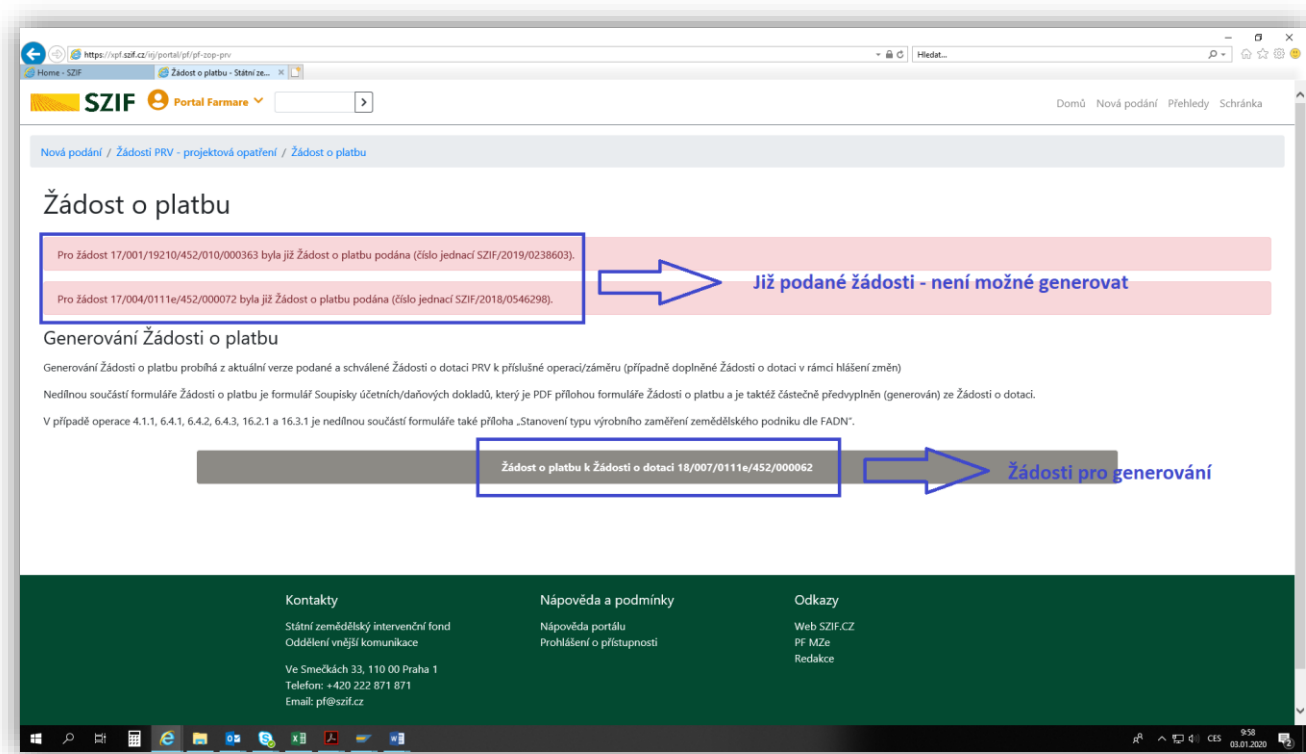 https://xpf.szif.cz/irj/portal/pf/pf-zop-prv
Hledat...
Home - SZIF
Žádost o platbu - Státní ze...
SZIF Portal Farmare
Domů Nová podání Přehledy Schránka
Nová podání / Žádosti PRV - projektová opatření / Žádost o platbu
Žádost o platbu
Pro žádost 17/001/19210/452/010/000363 byla již Žádost o platbu podána (číslo jednací SZIF/2019/0238603).
Již podané žádosti - není možné generovat
Pro žádost 17/004/0111e/452/000072 byla již Žádost o platbu podána (číslo jednací SZIF/2018/0546298).
Generování Žádosti o platbu
Generování Žádosti o platbu probíhá z aktuální verze podané a schválené Žádosti o dotaci PRV k příslušné operaci/záměru (případně doplněné Žádosti o dotaci v rámci hlášení změn)
Nedílnou součástí formuláře Žádosti o platbu je formulář Soupisky účetních/daňových dokladů, který je PDF přílohou formuláře Žádosti o platbu a je taktéž částečně předvyplněn (generován) ze Žádosti o dotaci.
V případě operace 4.1.1, 6.4.1, 6.4.2, 6.4.3, 16.2.1 a 16.3.1 je nedílnou součástí formuláře také příloha „Stanovení typu výrobního zaměření zemědělského podniku dle FADN".
Žádost o platbu k Žádosti o dotaci 18/007/0111e/452/000062
Žádosti pro generování
Kontakty
Státní zemědělský intervenční fond
Oddělení vnější komunikace
Ve Smečkách 33, 110 00 Praha 1
Telefon: +420 222 871 871
Email: pf@szif.cz
Nápověda a podmínky
Nápověda portálu
Prohlášení o přístupnosti
Odkazy
Web SZIF.CZ
PF MZe
Redakce
CES
9:58
03.01.2020